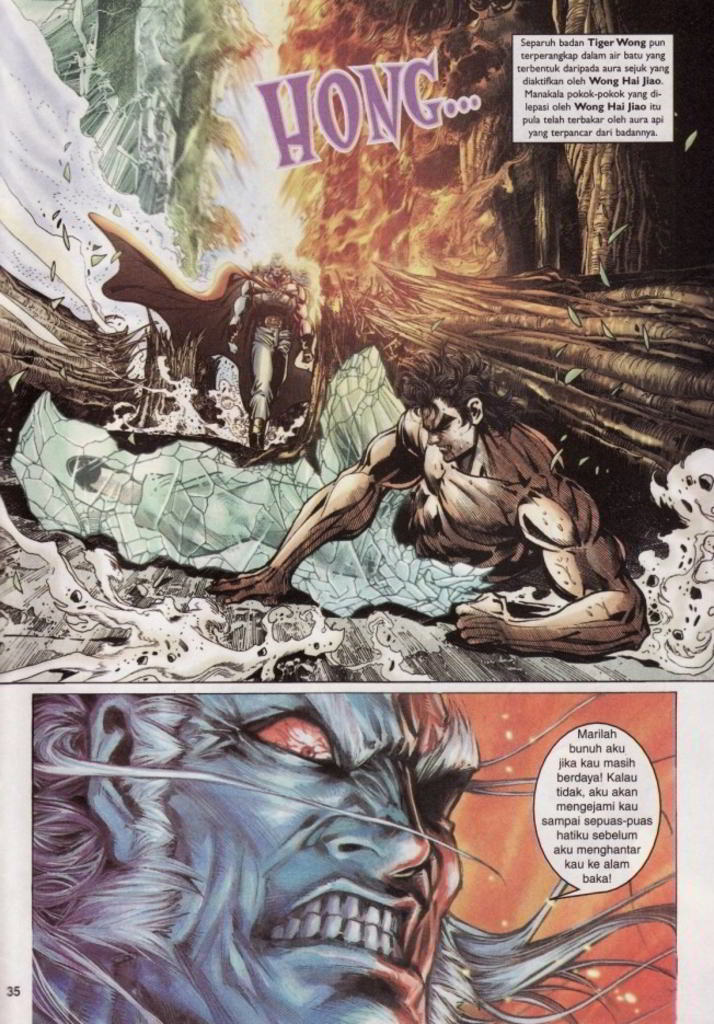 HONG...
Separuh badan Tiger Wong pun
terperangkap dalam air batu yang
terbentuk daripada aura sejuk yang
diaktifkan oleh Wong Hai Jiao.
Manakala pokok-pokok yang di-
lepasi oleh Wong Hai Jiao itu
pula telah terbakar oleh aura api
yang terpancar dari badannya.
Marilah
bunuh aku
jika kau masih
berdaya! Kalau
tidak, aku akan
mengejami kau
sampai sepuas-puas
hatiku sebelum
aku menghantar
kau ke alam
baka!
35